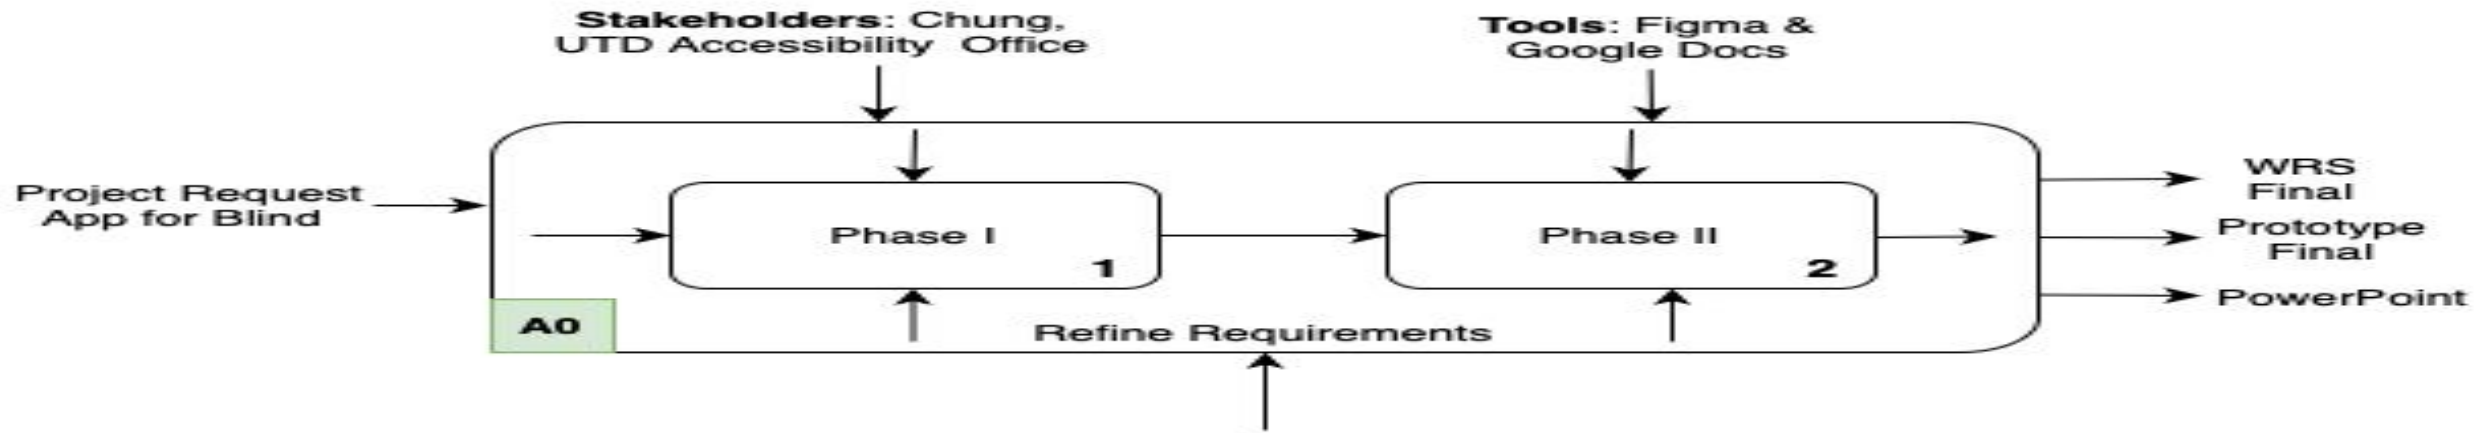 Stakeholders: Chung,
UTD Accessibility Office
Tools: Figma &
Google Docs
Project Request
App for Blind
Phase I
1
Phase II
2
WRS
Final
Prototype
Final
PowerPoint
A0
Refine Requirements